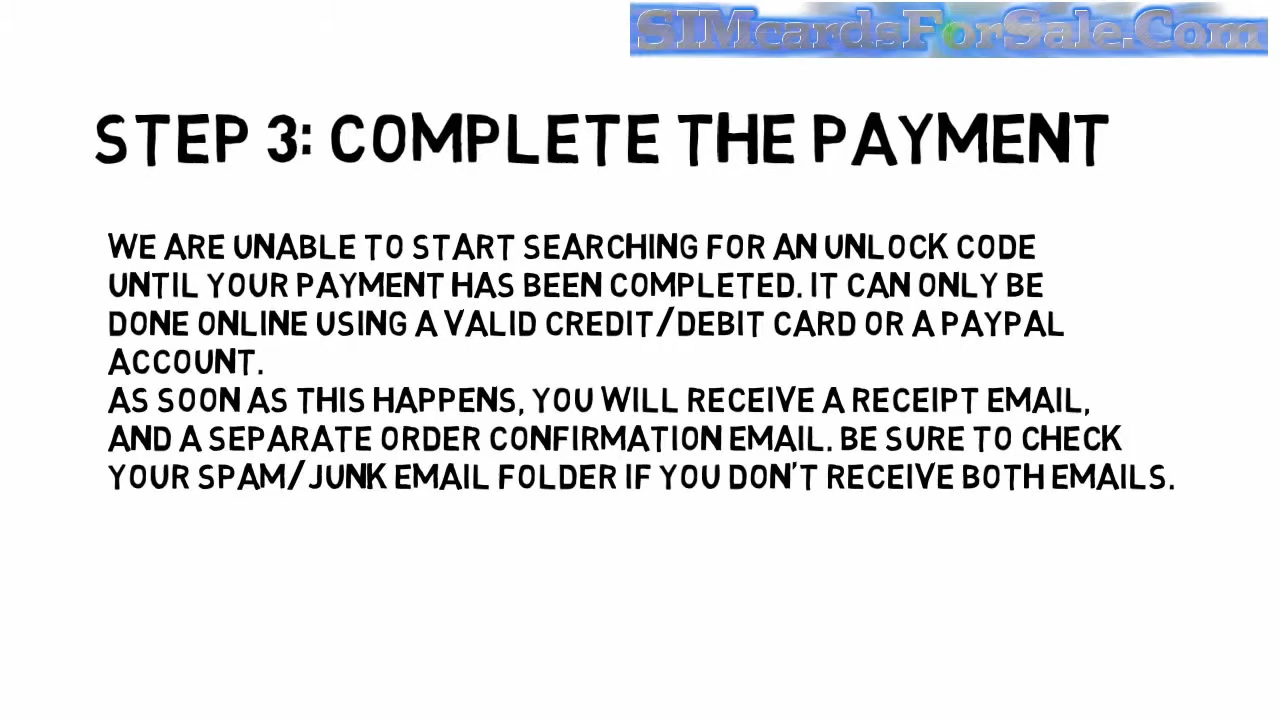 SIMcardsForSale.Com
STEP 3: COMPLETE THE PAYMENT
WE ARE UNABLE TO START SEARCHING FOR AN UNLOCK CODE
UNTIL YOUR PAYMENT HAS BEEN COMPLETED. IT CAN ONLY BE
DONE ONLINE USING A VALID CREDIT/DEBIT CARD OR A PAYPAL
ACCOUNT.
AS SOON AS THIS HAPPENS, YOU WILL RECEIVE A RECEIPT EMAIL,
AND A SEPARATE ORDER CONFIRMATION EMAIL. BE SURE TO CHECK
YOUR SPAM/JUNK EMAIL FOLDER IF YOU DON'T RECEIVE BOTH EMAILS.